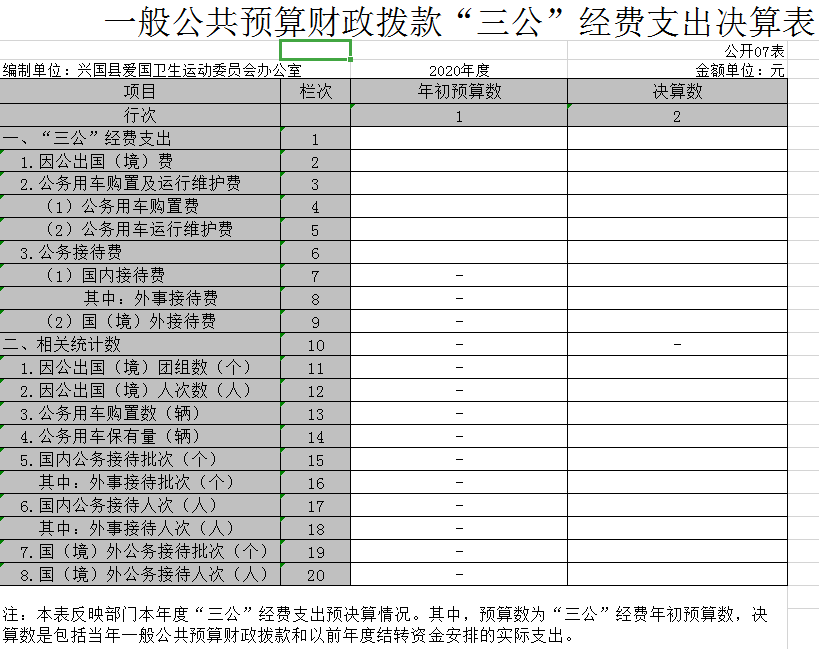 一般公共预算财政拨款“三公”经费支出决算表
公开07表
编制单位：兴国县爱国卫生运动委员会办公室 2020年度 金额单位：元
项目 栏次 年初预算数 决算数
行次 1 2
一、“三公”经费支出 1
1.因公出国（境）费 2
2.公务用车购置及运行维护费 3
（1）公务用车购置费 4
（2）公务用车运行维护费 5
3.公务接待费 6
（1）国内接待费 7 －
其中：外事接待费 8 －
（2）国（境）外接待费 9 －
二、相关统计数 10 － －
1.因公出国（境）团组数（个） 11 －
2.因公出国（境）人次数（人） 12 －
3.公务用车购置数（辆） 13 －
4.公务用车保有量（辆） 14 －
5.国内公务接待批次（个） 15 －
其中：外事接待批次（个） 16 －
6.国内公务接待人次（人） 17 －
其中：外事接待人次（人） 18 －
7.国（境）外公务接待批次（个） 19 －
8.国（境）外公务接待人次（人） 20 －
注：本表反映部门本年度“三公”经费支出预决算情况。其中，预算数为“三公”经费年初预算数，决
算数是包括当年一般公共预算财政拨款和以前年度结转资金安排的实际支出。